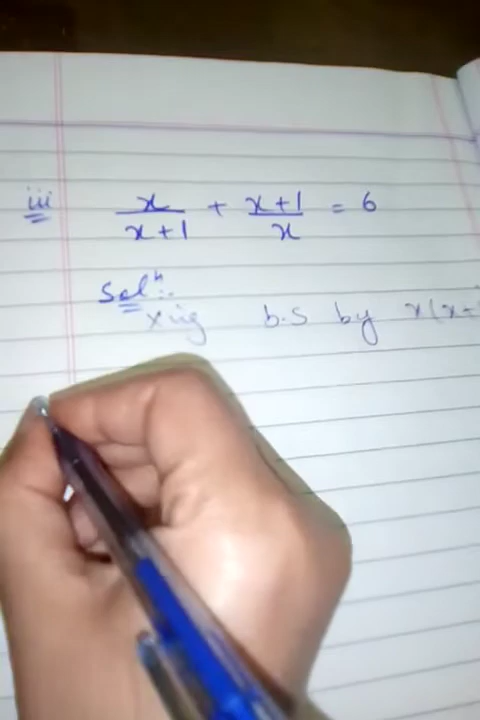 iii x/(x+1) + (x+1)/x = 6
Solⁿ:.
xing b.s by x(x+